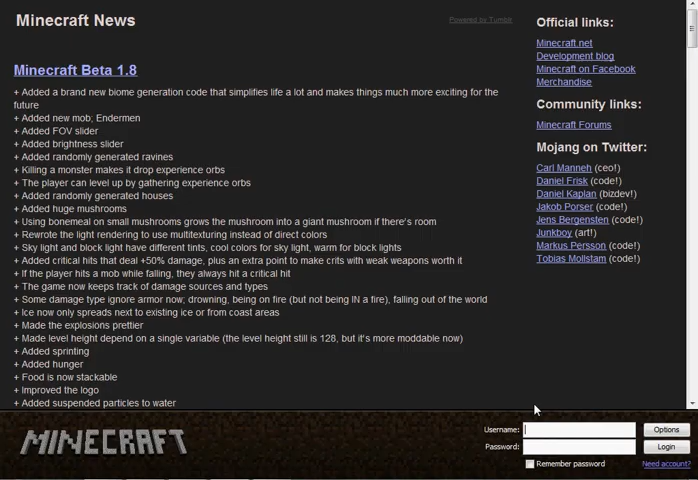 Minecraft News
Powered by Tumblr
Minecraft Beta 1.8
+ Added a brand new biome generation code that simplifies life a lot and makes things much more exciting for the
future
+ Added new mob; Endermen
+ Added FOV slider
+ Added brightness slider
+ Added randomly generated ravines
+ Killing a monster makes it drop experience orbs
+ The player can level up by gathering experience orbs
+ Added randomly generated houses
+ Added huge mushrooms
+ Using bonemeal on small mushrooms grows the mushroom into a giant mushroom if there's room
+ Rewrote the light rendering to use multitexturing instead of direct colors
+ Sky light and block light have different tints, cool colors for sky light, warm for block lights
+ Added critical hits that deal +50% damage, plus an extra point to make crits with weak weapons worth it
+ If the player hits a mob while falling, they always hit a critical hit
+ The game now keeps track of damage sources and types
+ Some damage type ignore armor now; drowning, being on fire (but not being IN a fire), falling out of the world
+ Ice now only spreads next to existing ice or from coast areas
+ Made the explosions prettier
+ Made level height depend on a single variable (the level height still is 128, but it's more moddable now)
+ Added sprinting
+ Added hunger
+ Food is now stackable
+ Improved the logo
+ Added suspended particles to water
Official links:
Minecraft.net
Development blog
Minecraft on Facebook
Merchandise
Community links:
Minecraft Forums
Mojang on Twitter:
Carl Manneh (ceo!)
Daniel Frisk (code!)
Daniel Kaplan (bizdev!)
Jakob Porser (code!)
Jens Bergensten (code!)
Junkboy (art!)
Markus Persson (code!)
Tobias Mollstam (code!)
MINECRAFT
Username:
Options
Password:
Login
Remember password
Need account?